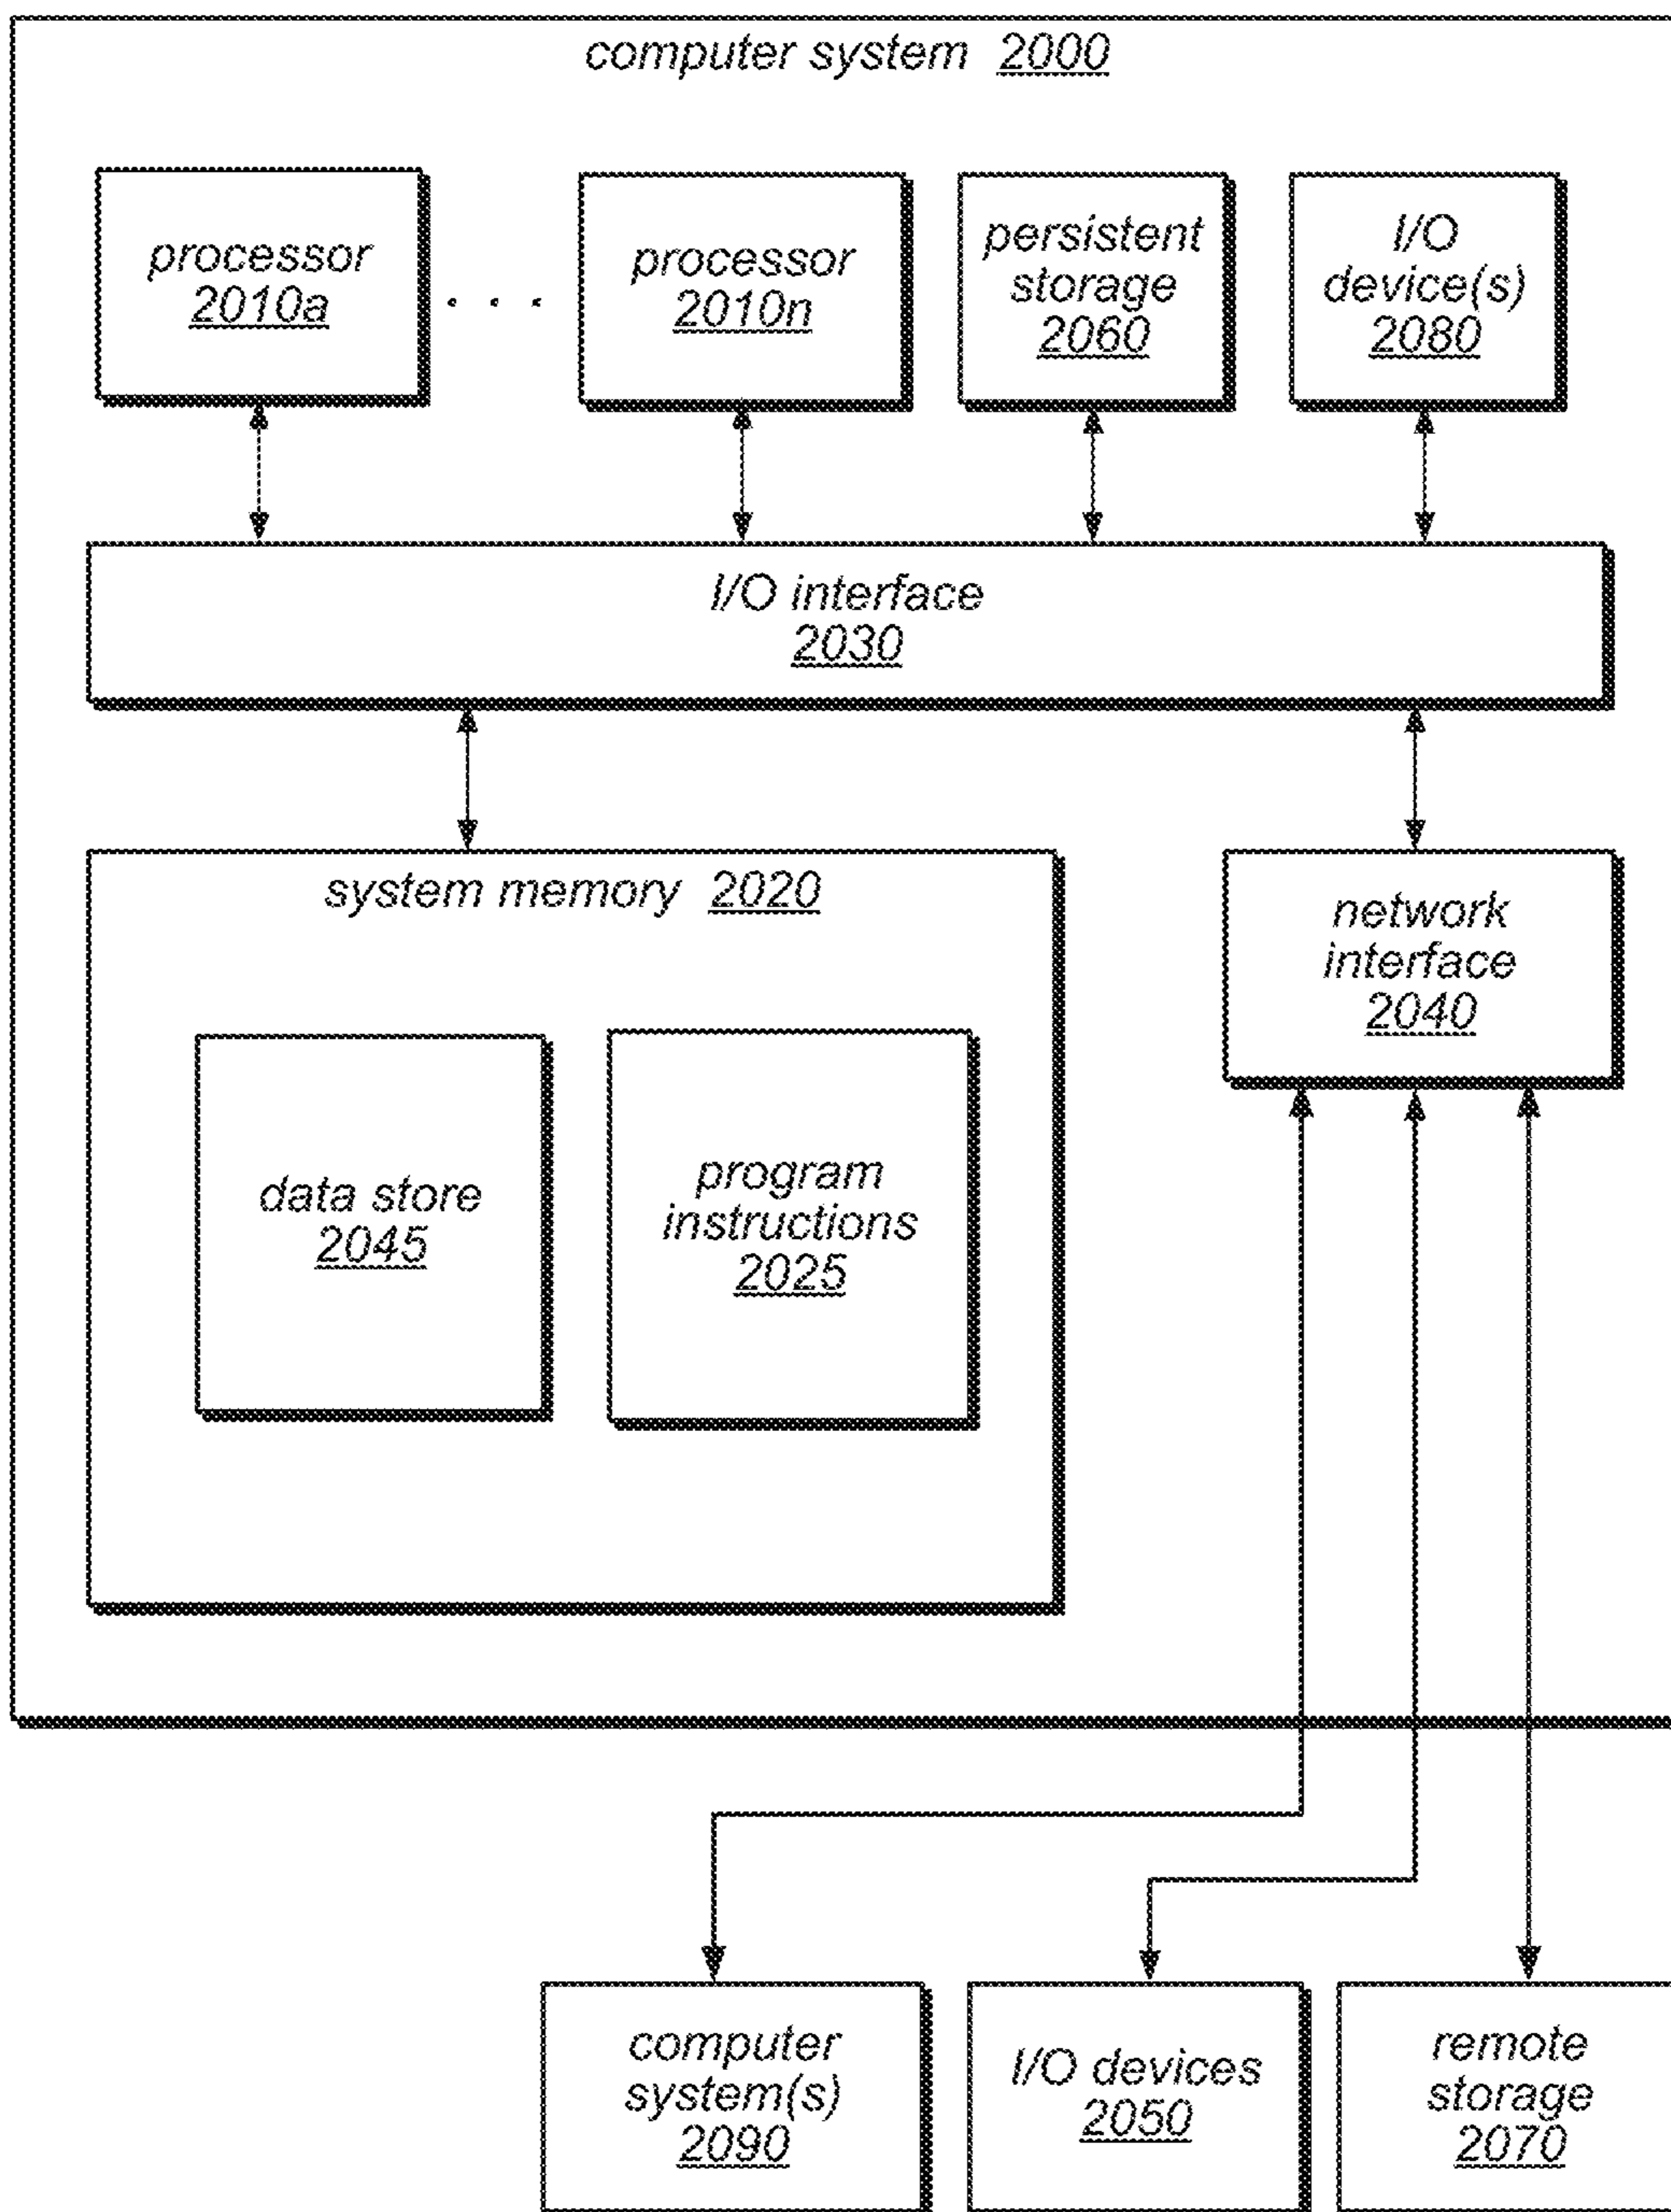 computer system 2000
processor
2010a
. . .
processor
2010n
persistent
storage
2060
I/O
device(s)
2080
I/O interface
2030
system memory 2020
network
interface
2040
data store
2045
program
instructions
2025
computer
system(s)
2090
I/O devices
2050
remote
storage
2070